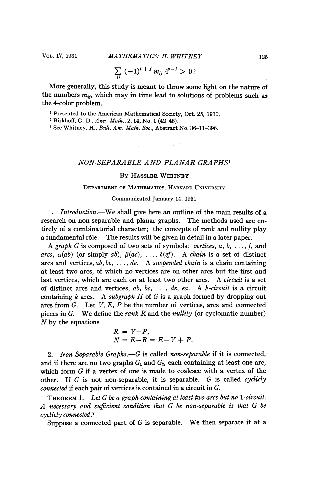 VOL. 17, 1931 MATHEMATICS: H. WHITNEY 125
∑ (-1)^{i+j} m_{ij} 4^{p-i} > 0?
More generally, this study is meant to throw some light on the nature of
the numbers m_{ij}, which may in time lead to solutions of problems such as
the 4-color problem.
¹ Presented to the American Mathematical Society, Oct. 25, 1930.
² Birkhoff, G. D., Ann. Math., 2, 14, No. 1 (42-46).
³ See Whitney, H., Bull. Am. Math. Soc., Abstract No.
NON-SEPARABLE AND PLANAR GRAPHS¹
BY HASSLER WHITNEY
DEPARTMENT OF MATHEMATICS, HARVARD UNIVERSITY
Communicated January 14, 1931
1. Introduction.—We shall give here an outline of the main results of a
research on non-separable and planar graphs. The methods used are en-
tirely of a combinatorial character; the concepts of rank and nullity play
a fundamental rôle. The results will be given in detail in a later paper.
A graph G is composed of two sets of symbols: vertices, a, b, ..., f, and
arcs, α(ab) (or simply ab), β(ac), ..., A chain is a set of distinct
arcs and vertices, ab, bc, ..., de. A suspended chain is a chain containing
at least two arcs, of which no vertices are on other arcs but the first and
last vertices, which are each on at least two other arcs. A circuit is a set
of distinct arcs and vertices, ab, bc, ..., de, ea. A k-circuit is a circuit
containing k arcs. A subgraph H of G is a graph formed by dropping out
arcs from G. Let V, E, P be the number of vertices, arcs and connected
pieces in G. We define the rank R and the nullity (or cyclomatic number)
N by the equations
R = V-P,
N = E-R = E-V + P.
2. Non Separable Graphs.—G is called non-separable if it is connected,
and if there are no two graphs G₁ and G₂, each containing at least one arc,
which form G if a vertex of one is made to coalesce with a vertex of the
other. If G is not non-separable, it is separable. G is called cyclicly
connected if each pair of vertices is contained in a circuit in G.
THEOREM 1. Let G be a graph containing at least two arcs but no 1-circuit.
A necessary and sufficient condition that G be non-separable is that G be
cyclicly connected.²
Suppose a connected part of G is separable. We then separate it at a